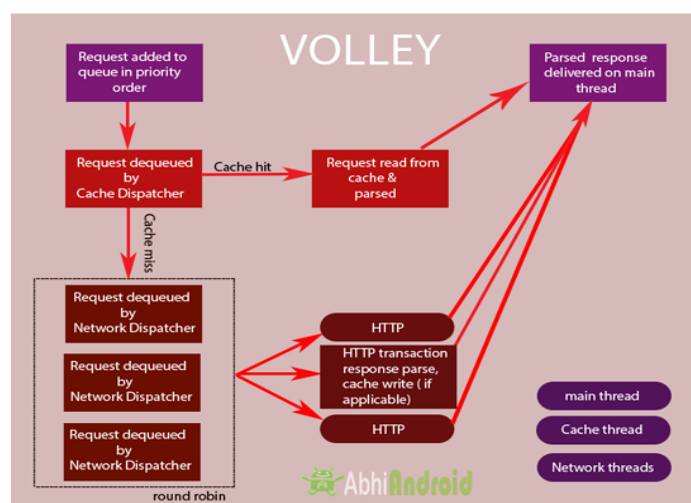 VOLLEY
Request added to
queue in priority
order
Parsed response
delivered on main
thread
Request dequeued
by
Cache Dispatcher
Cache hit
Request read from
cache &
parsed
Cache miss
Request dequeued
by
Network Dispatcher
Request dequeued
by
Network Dispatcher
Request dequeued
by
Network Dispatcher
round robin
HTTP
HTTP transaction
response parse,
cache write ( if
applicable)
HTTP
main thread
Cache thread
Network threads
AbhiAndroid